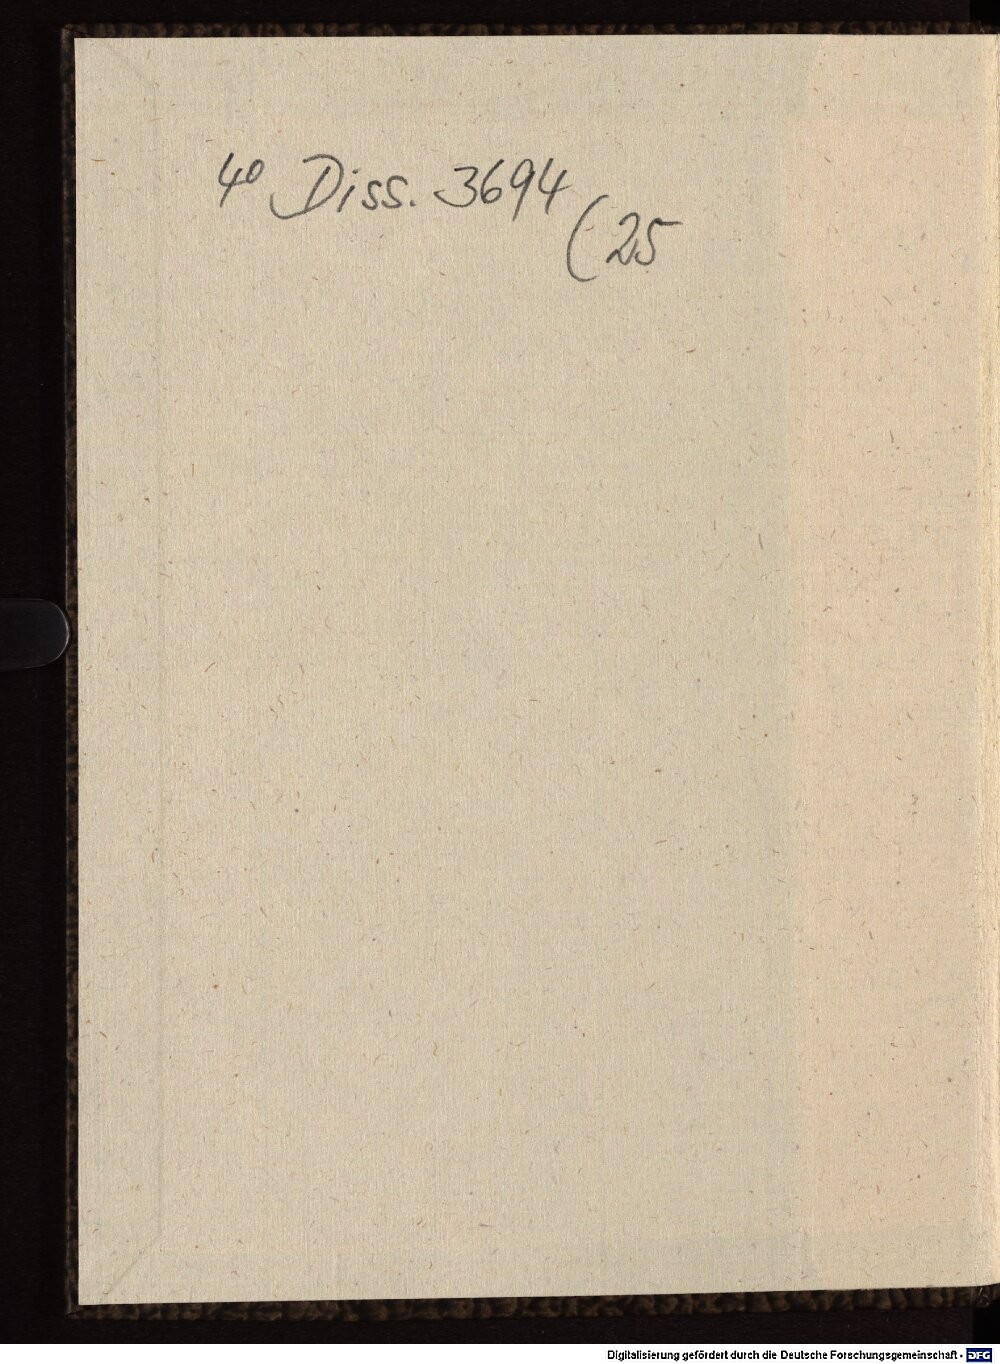 4° Diss. 3694
(25
Digitalisierung gefördert durch die Deutsche Forschungsgemeinschaft - DFG